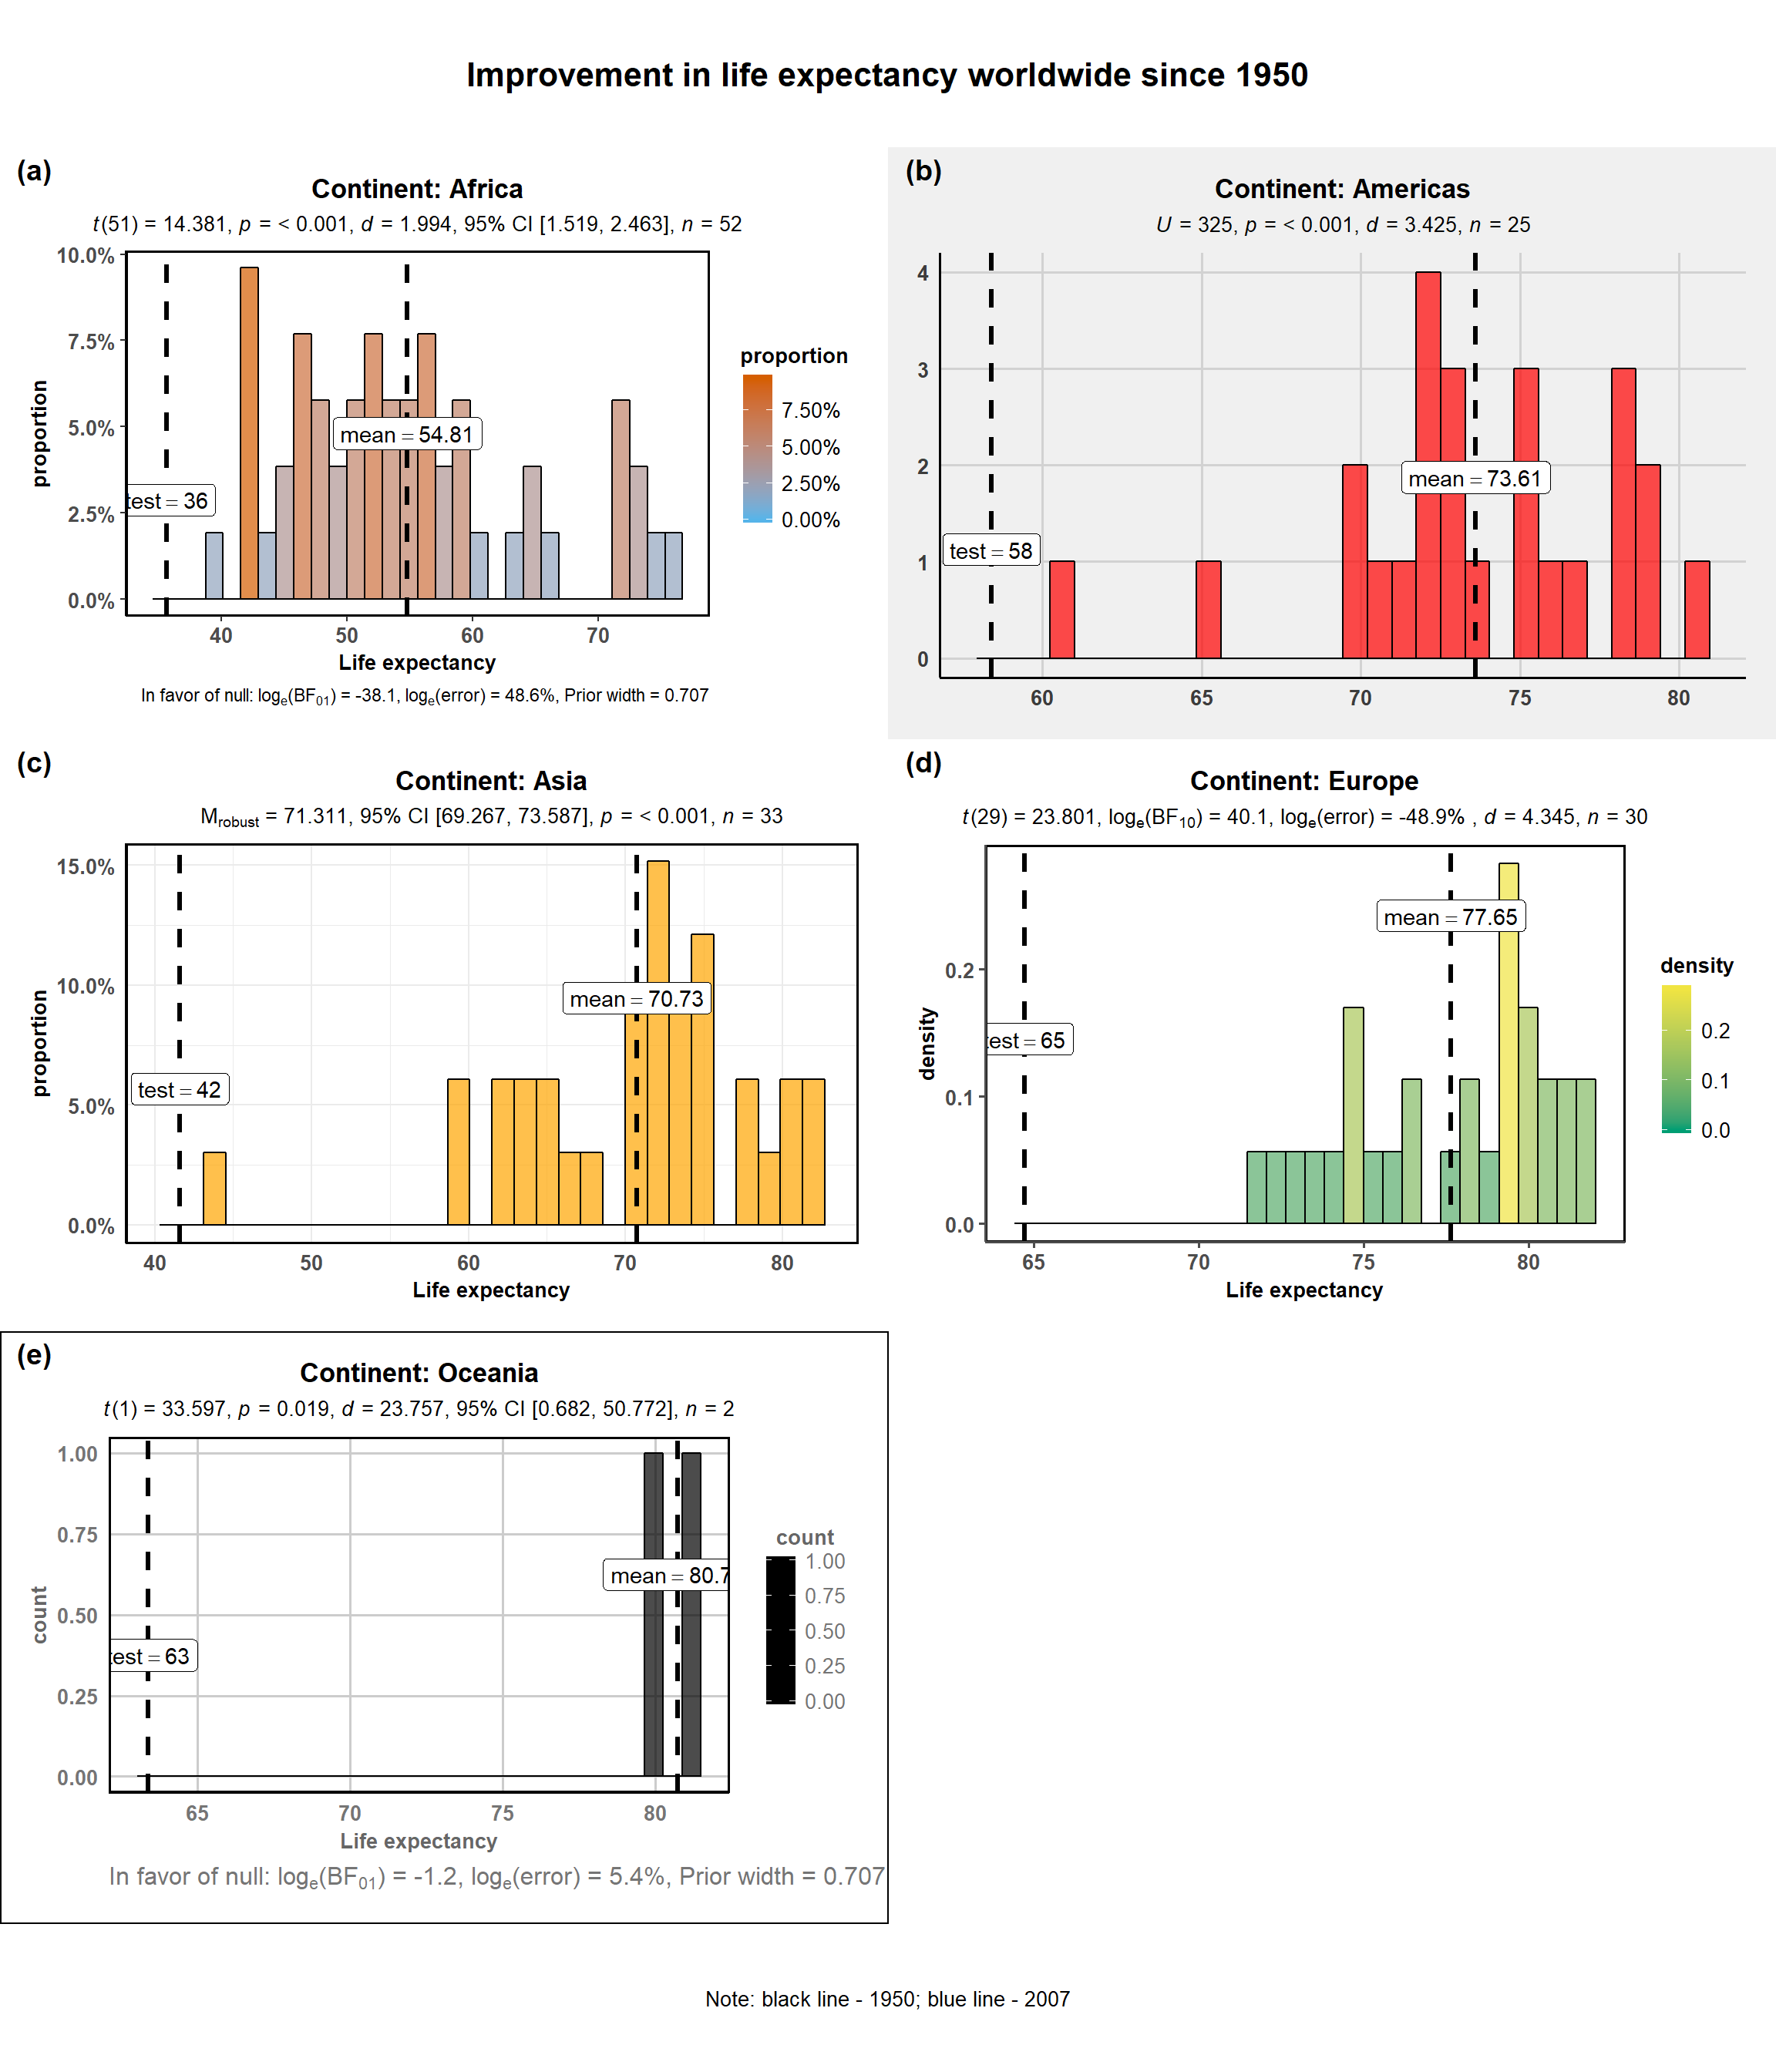 Improvement in life expectancy worldwide since 1950
(a)
Continent: Africa
t(51) = 14.381, p = < 0.001, d = 1.994, 95% CI [1.519, 2.463], n = 52
10.0%
7.5%
5.0%
2.5%
0.0%
proportion
mean = 54.81
test = 36
40 50 60 70
Life expectancy
In favor of null: logₑ(BF₀₁) = -38.1, logₑ(error) = 48.6%, Prior width = 0.707
proportion
7.50%
5.00%
2.50%
0.00%
(b)
Continent: Americas
U = 325, p = < 0.001, d = 3.425, n = 25
4
3
2
1
0
mean = 73.61
test = 58
60 65 70 75 80
(c)
Continent: Asia
M_robust = 71.311, 95% CI [69.267, 73.587], p = < 0.001, n = 33
15.0%
10.0%
5.0%
0.0%
proportion
mean = 70.73
test = 42
40 50 60 70 80
Life expectancy
(d)
Continent: Europe
t(29) = 23.801, logₑ(BF₁₀) = 40.1, logₑ(error) = -48.9% , d = 4.345, n = 30
0.2
0.1
0.0
density
mean = 77.65
test = 65
65 70 75 80
Life expectancy
density
0.2
0.1
0.0
(e)
Continent: Oceania
t(1) = 33.597, p = 0.019, d = 23.757, 95% CI [0.682, 50.772], n = 2
1.00
0.75
0.50
0.25
0.00
count
mean = 80.7
test = 63
65 70 75 80
Life expectancy
In favor of null: logₑ(BF₀₁) = -1.2, logₑ(error) = 5.4%, Prior width = 0.707
count
1.00
0.75
0.50
0.25
0.00
Note: black line - 1950; blue line - 2007